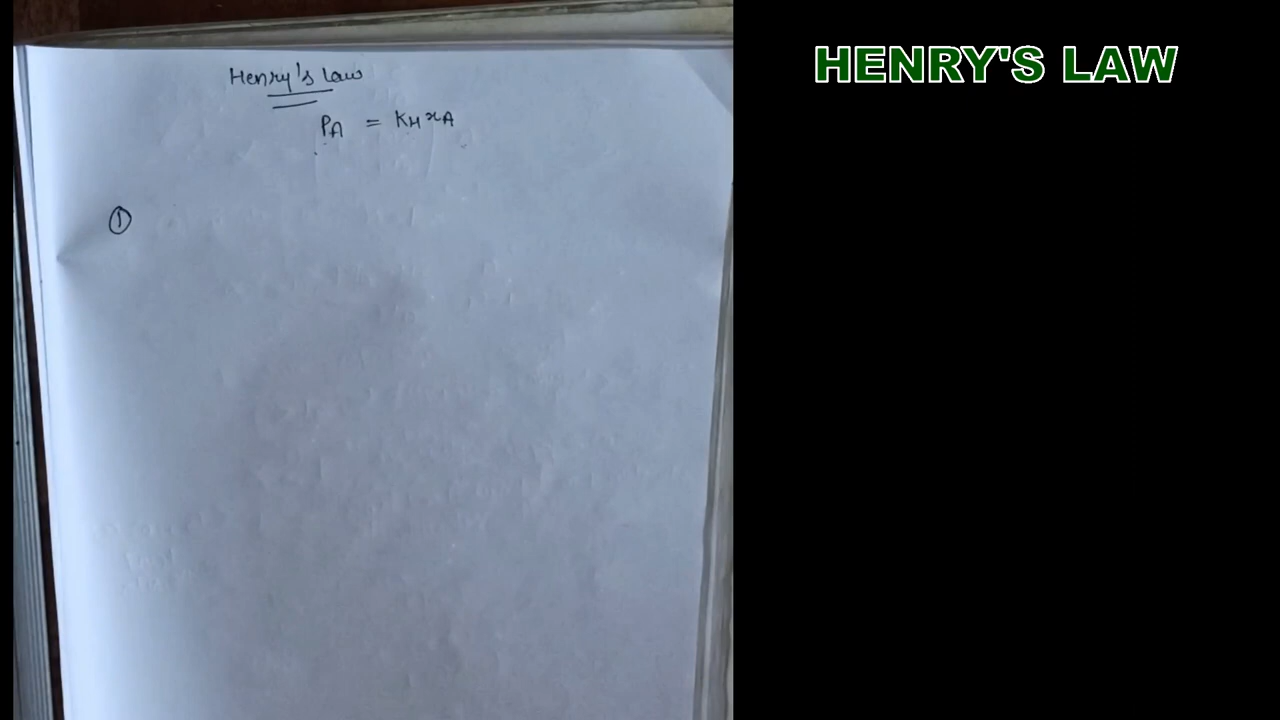 Henry's law
PA = KH xA
①
HENRY'S LAW